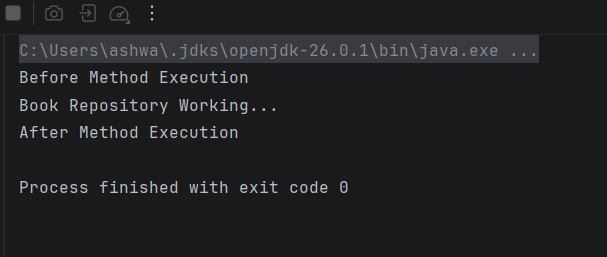 C:\Users\ashwa\.jdks\openjdk-26.0.1\bin\java.exe ...
Before Method Execution
Book Repository Working...
After Method Execution
Process finished with exit code 0